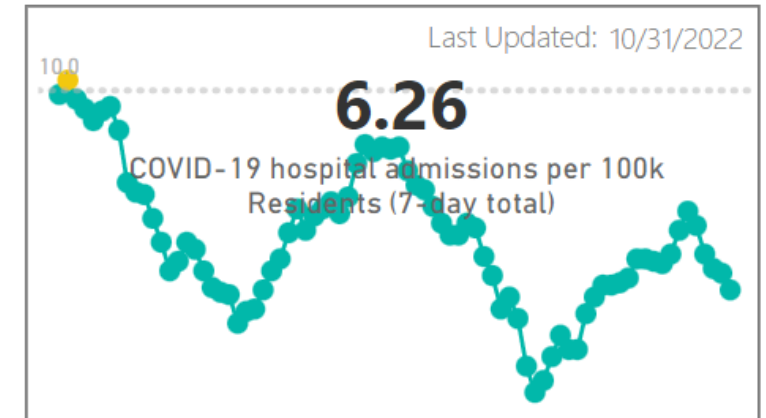 Last Updated: 10/31/2022
10.0
6.26
COVID-19 hospital admissions per 100k
Residents (7-day total)